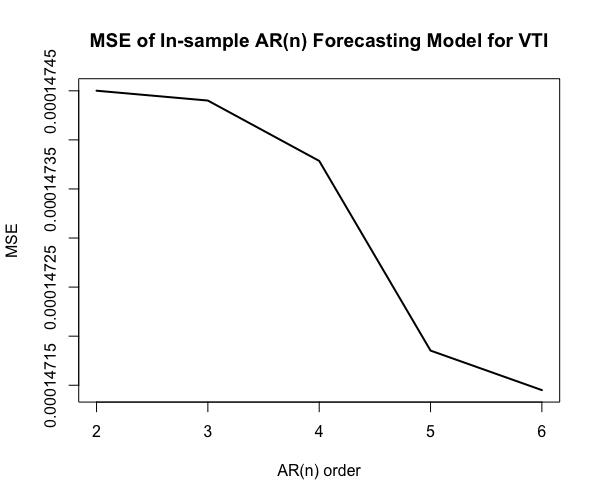 MSE of In-sample AR(n) Forecasting Model for VTI
MSE
0.00014745
0.00014735
0.00014725
0.00014715
2 3 4 5 6
AR(n) order